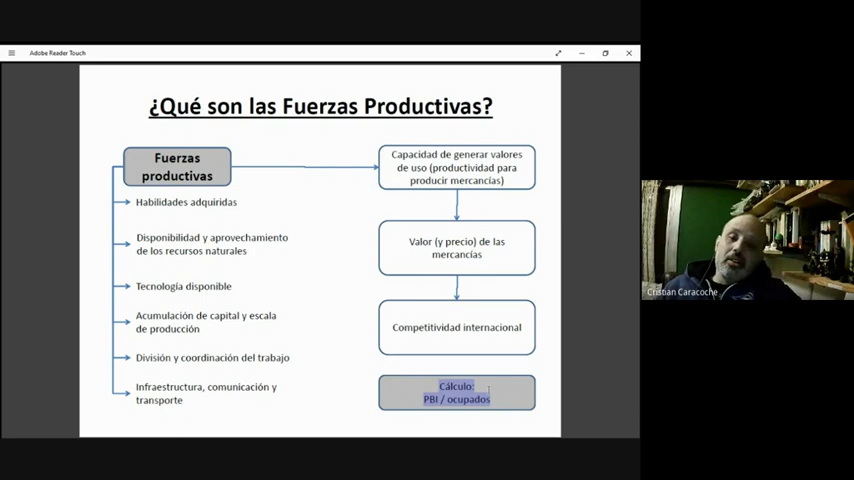 Adobe Reader Touch
¿Qué son las Fuerzas Productivas?
Fuerzas
productivas
Habilidades adquiridas
Disponibilidad y aprovechamiento
de los recursos naturales
Tecnología disponible
Acumulación de capital y escala
de producción
División y coordinación del trabajo
Infraestructura, comunicación y
transporte
Capacidad de generar valores
de uso (productividad para
producir mercancías)
Valor (y precio) de las
mercancías
Competitividad internacional
Cálculo:
PBI / ocupados
Cristian Caracoche